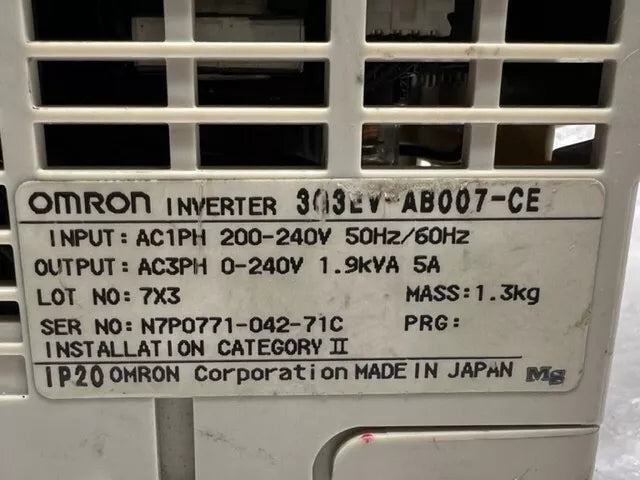 OMRON INVERTER 3G3EV-AB007-CE
INPUT: AC1PH 200-240V 50Hz/60Hz
OUTPUT: AC3PH 0-240V 1.9kVA 5A
LOT NO: 7X3 MASS:1.3kg
SER NO: N7P0771-042-71C PRG:
INSTALLATION CATEGORY II
IP20 OMRON Corporation MADE IN JAPAN MS